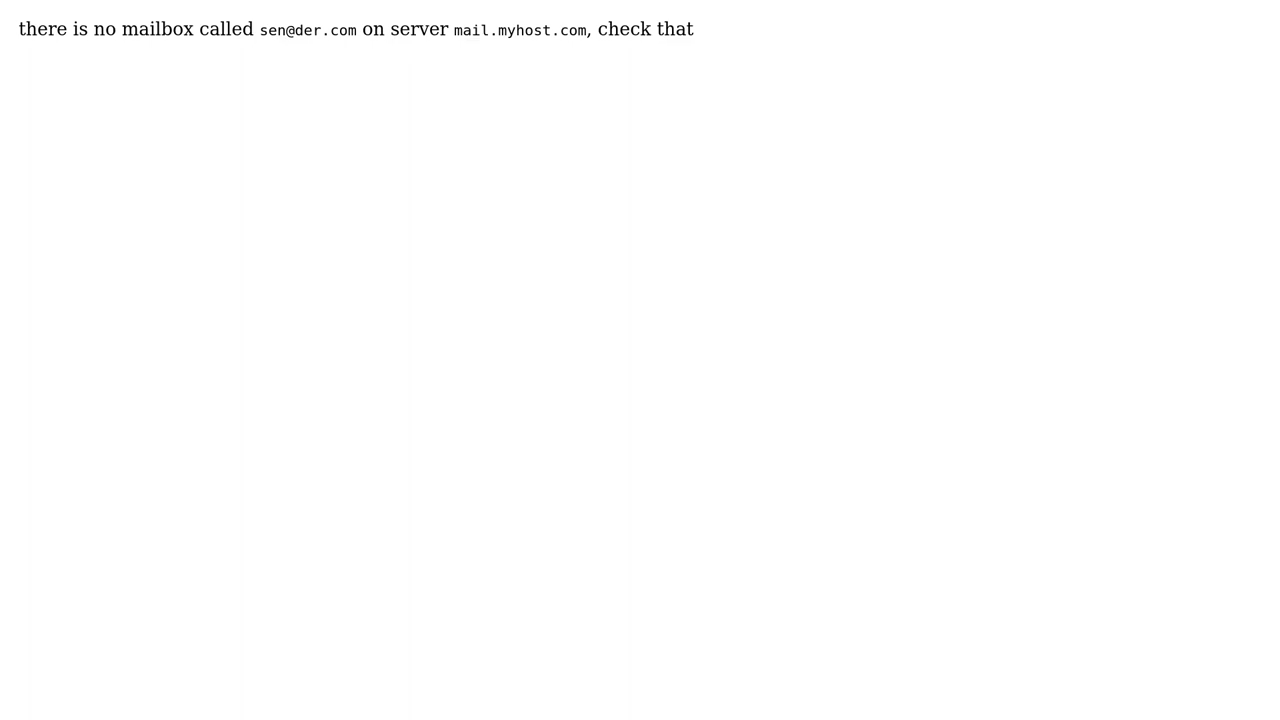 there is no mailbox called sen@der.com on server mail.myhost.com, check that